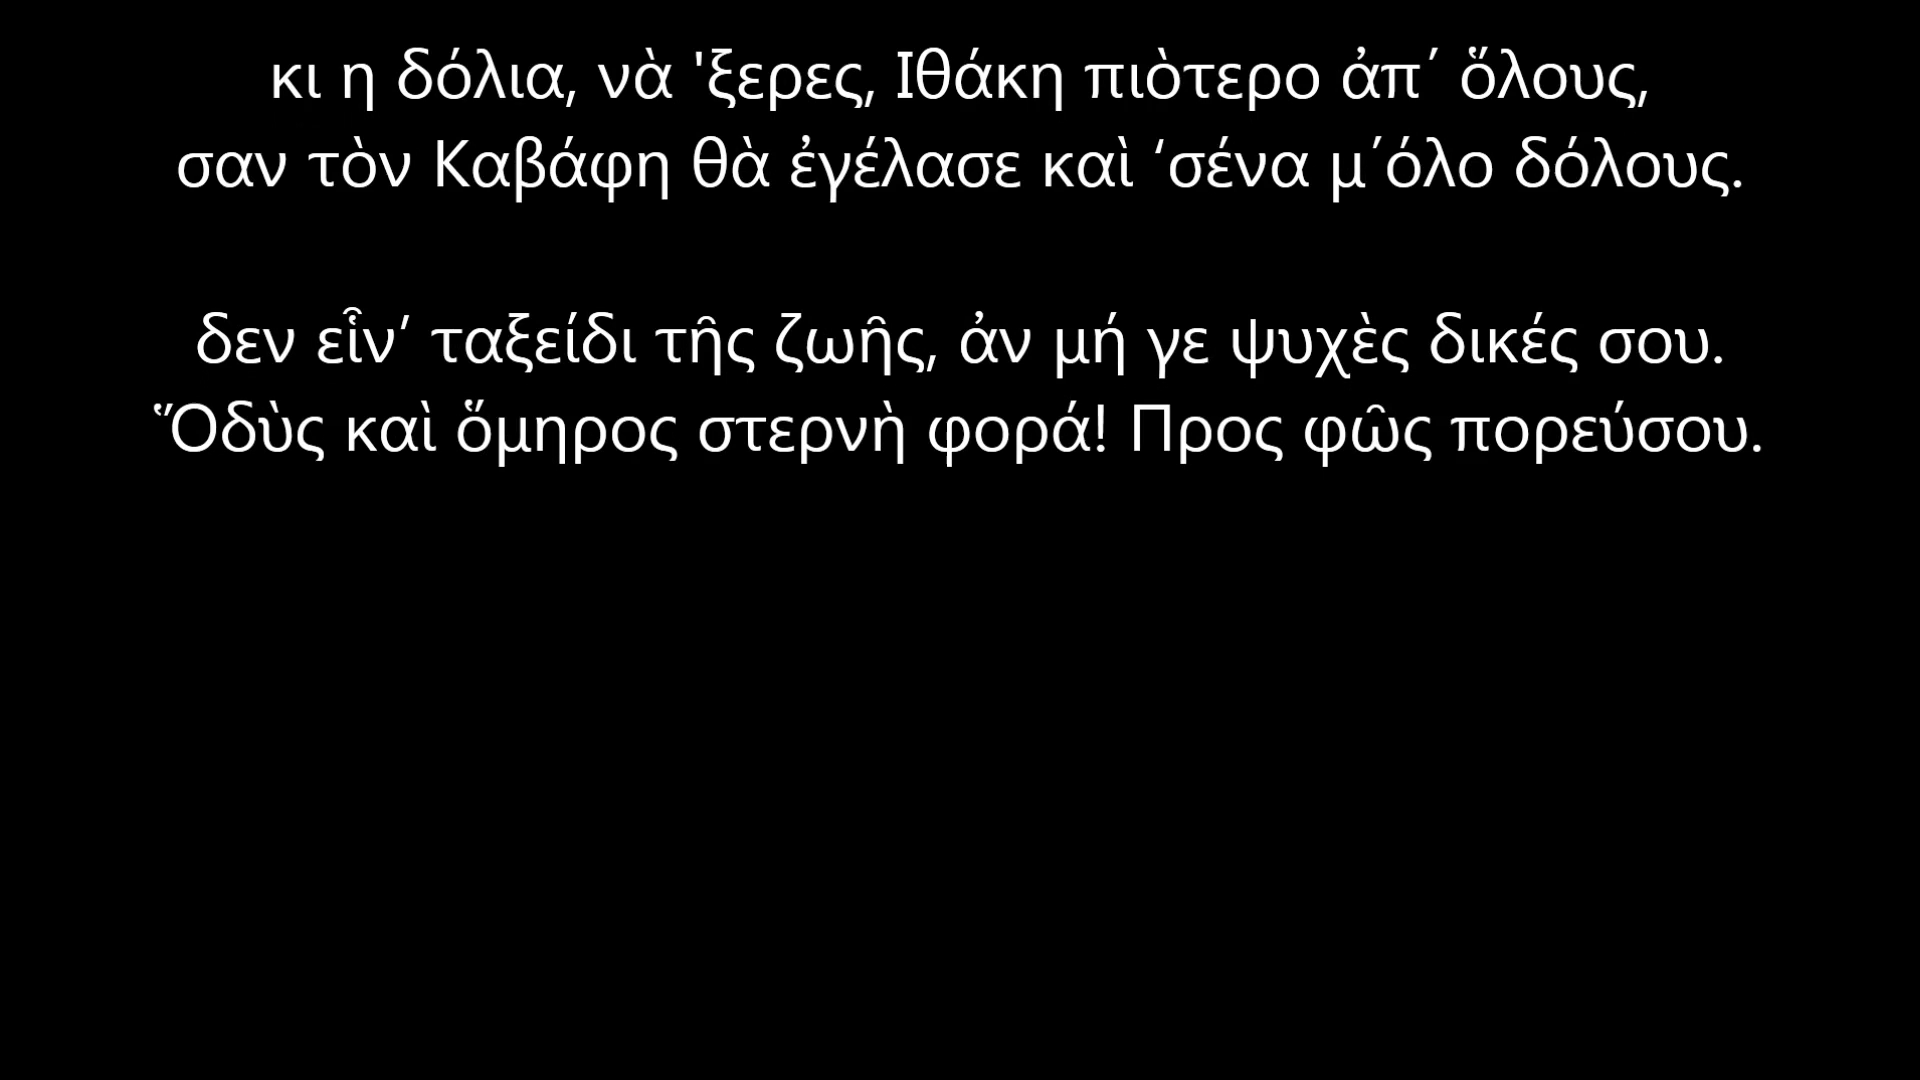 κι η δόλια, νὰ 'ξερες, Ιθάκη πιὸτερο ἀπ΄ ὅλους,
σαν τὸν Καβάφη θὰ ἐγέλασε καὶ ‘σένα μ΄όλο δόλους.
δεν εἶν’ ταξείδι τῆς ζωῆς, ἀν μή γε ψυχὲς δικές σου.
Ὅδὺς καὶ ὅμηρος στερνὴ φορά! Προς φῶς πορεύσου.